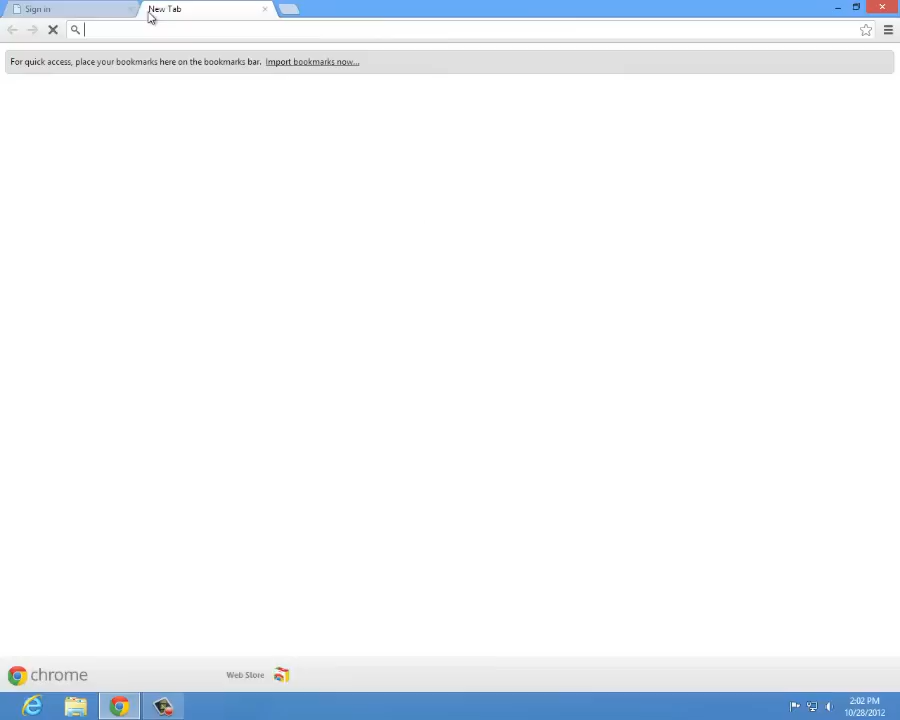 Sign in
New Tab
For quick access, place your bookmarks here on the bookmarks bar. Import bookmarks now...
chrome
Web Store
2:02 PM
10/28/2012